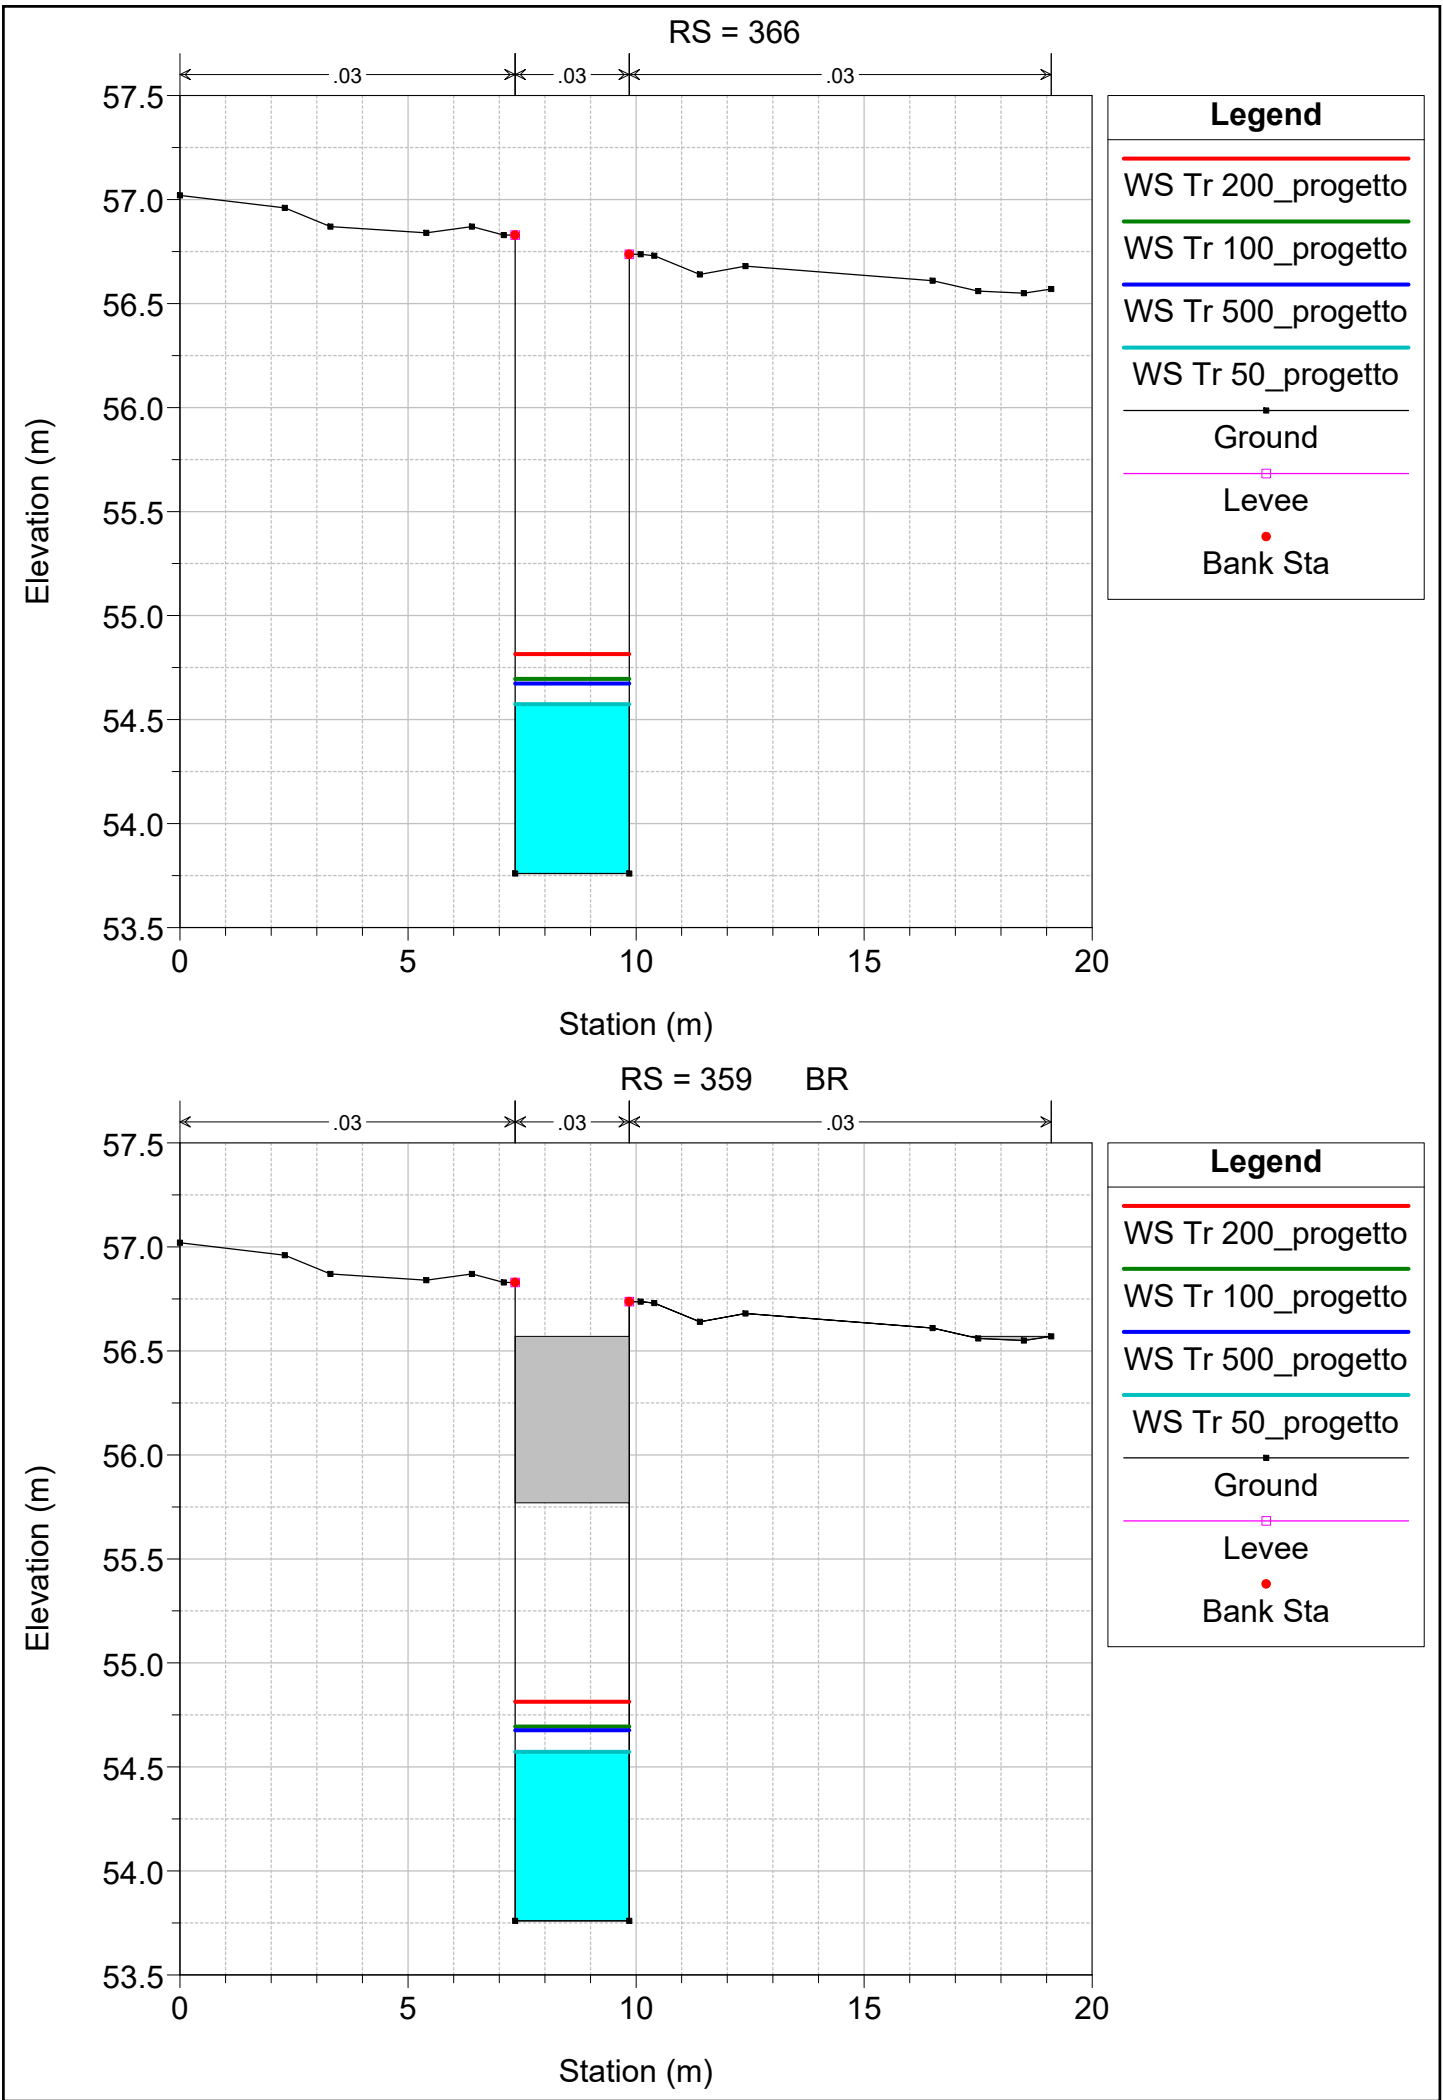 RS = 366
.03 .03 .03
57.5
57.0
56.5
56.0
55.5
55.0
54.5
54.0
53.5
0 5 10 15 20
Elevation (m)
Station (m)
Legend
WS Tr 200_progetto
WS Tr 100_progetto
WS Tr 500_progetto
WS Tr 50_progetto
Ground
Levee
Bank Sta
RS = 359 BR
.03 .03 .03
57.5
57.0
56.5
56.0
55.5
55.0
54.5
54.0
53.5
0 5 10 15 20
Elevation (m)
Station (m)
Legend
WS Tr 200_progetto
WS Tr 100_progetto
WS Tr 500_progetto
WS Tr 50_progetto
Ground
Levee
Bank Sta